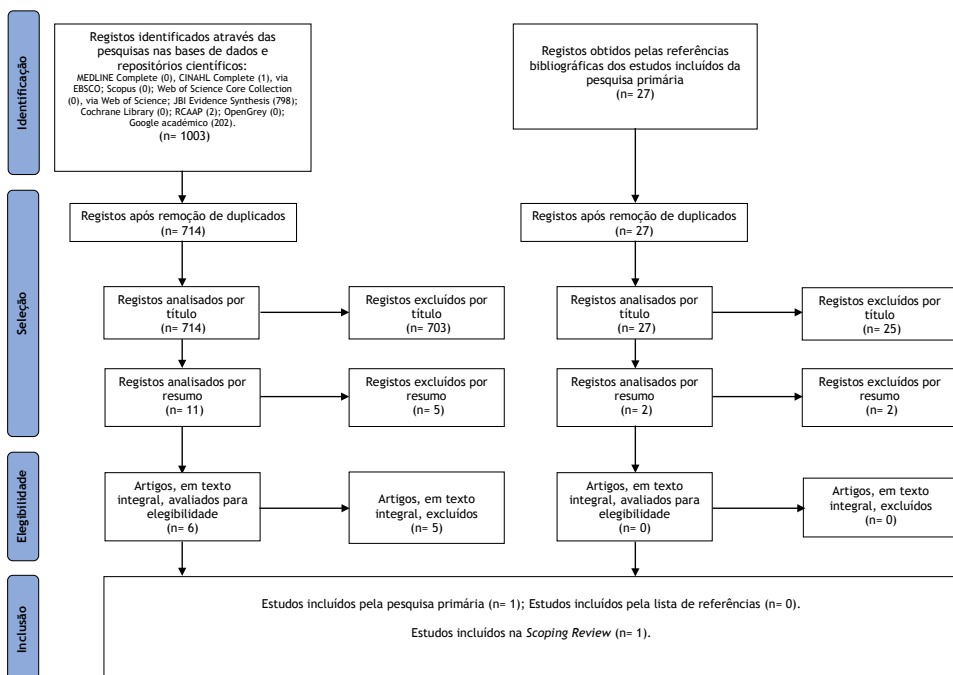 Identificação
Registos identificados através das
pesquisas nas bases de dados e
repositórios científicos:
MEDLINE Complete (0), CINAHL Complete (1), via
EBSCO; Scopus (0); Web of Science Core Collection
(0), via Web of Science; JBI Evidence Synthesis (798);
Cochrane Library (0); RCAAP (2); OpenGrey (0);
Google académico (202).
(n= 1003)
Registos obtidos pelas referências
bibliográficas dos estudos incluídos da
pesquisa primária
(n= 27)
Seleção
Registos após remoção de duplicados
(n= 714)
Registos após remoção de duplicados
(n= 27)
Registos analisados por
título
(n= 714)
Registos excluídos por
título
(n= 703)
Registos analisados por
título
(n= 27)
Registos excluídos por
título
(n= 25)
Registos analisados por
resumo
(n= 11)
Registos excluídos por
resumo
(n= 5)
Registos analisados por
resumo
(n= 2)
Registos excluídos por
resumo
(n= 2)
Elegibilidade
Artigos, em texto
integral, avaliados para
elegibilidade
(n= 6)
Artigos, em texto
integral, excluídos
(n= 5)
Artigos, em texto
integral, avaliados para
elegibilidade
(n= 0)
Artigos, em texto
integral, excluídos
(n= 0)
Inclusão
Estudos incluídos pela pesquisa primária (n= 1); Estudos incluídos pela lista de referências (n= 0).
Estudos incluídos na Scoping Review (n= 1).